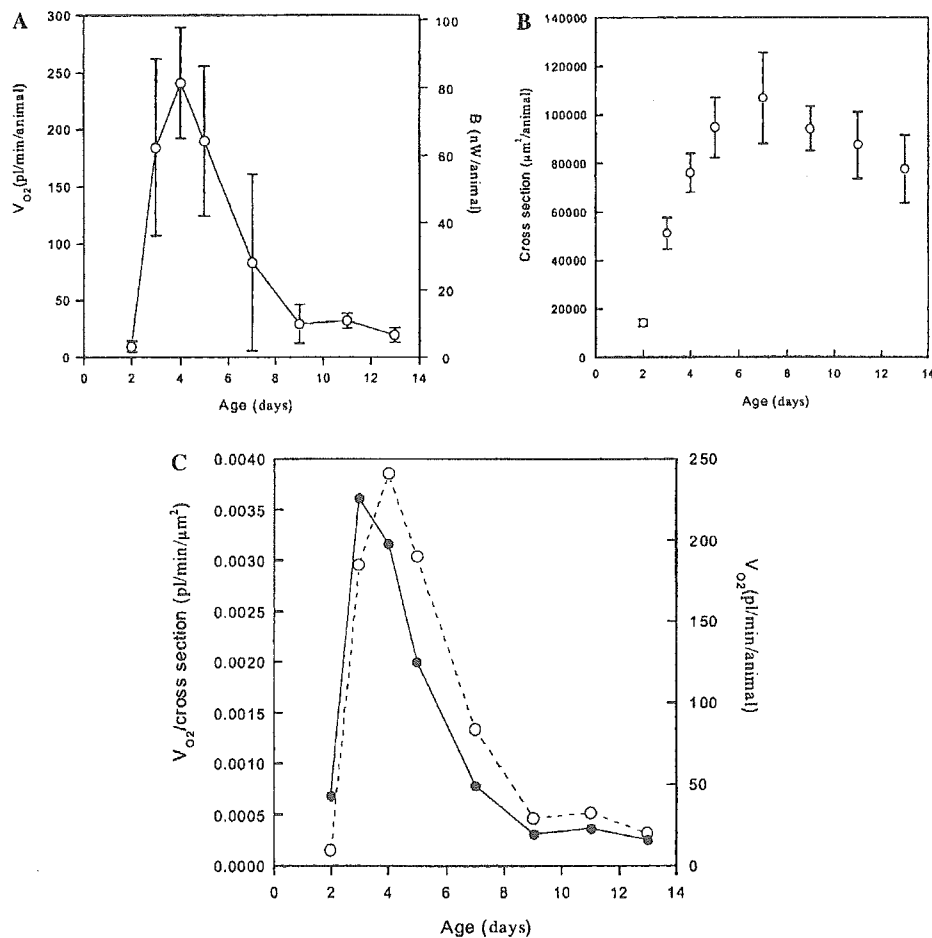 A
V_O2 (pl/min/animal)
300
250
200
150
100
50
0
B (nW/animal)
100
80
60
40
20
0
0 2 4 6 8 10 12 14
Age (days)
B
Cross section (μm²/animal)
140000
120000
100000
80000
60000
40000
20000
0
0 2 4 6 8 10 12 14
Age (days)
C
V_O2/cross section (pl/min/μm²)
0.0040
0.0035
0.0030
0.0025
0.0020
0.0015
0.0010
0.0005
0.0000
V_O2 (pl/min/animal)
250
200
150
100
50
0
0 2 4 6 8 10 12 14
Age (days)